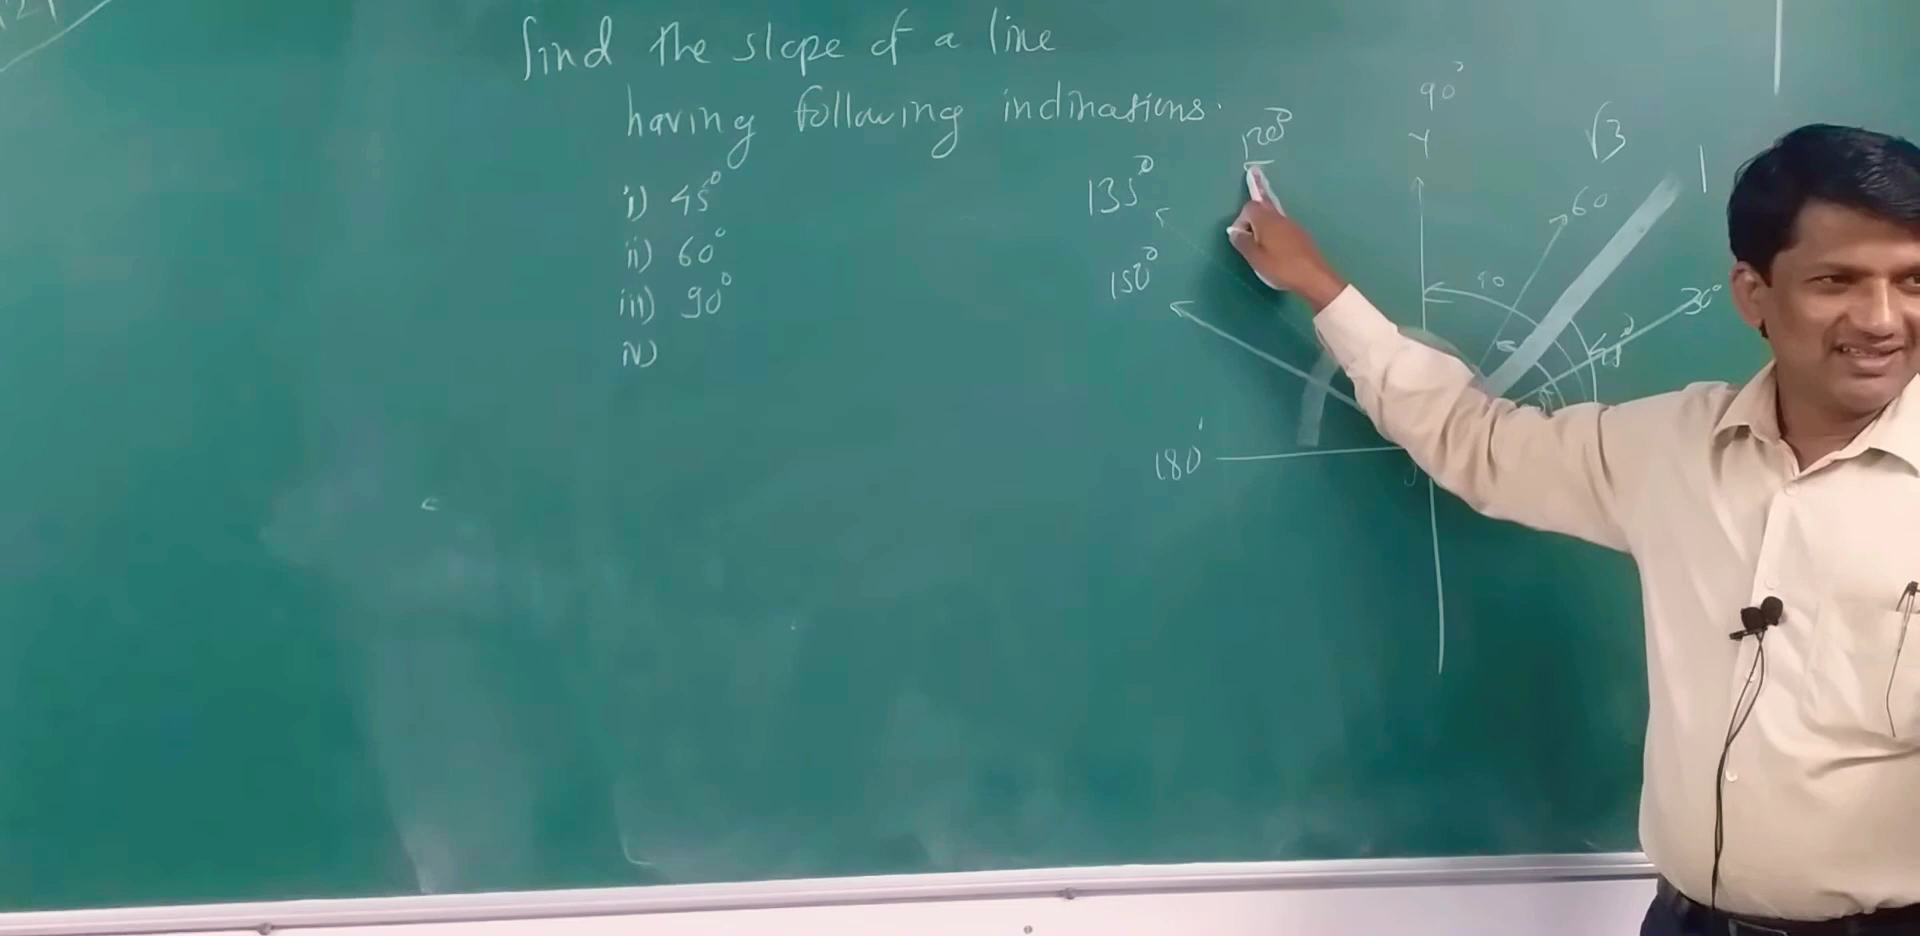 find the slope of a line
having following inclinations.
i) 45°
ii) 60°
iii) 90°
iv)
90°
Y
120°
√3
1
135°
60
150°
90
30°
45°
180°